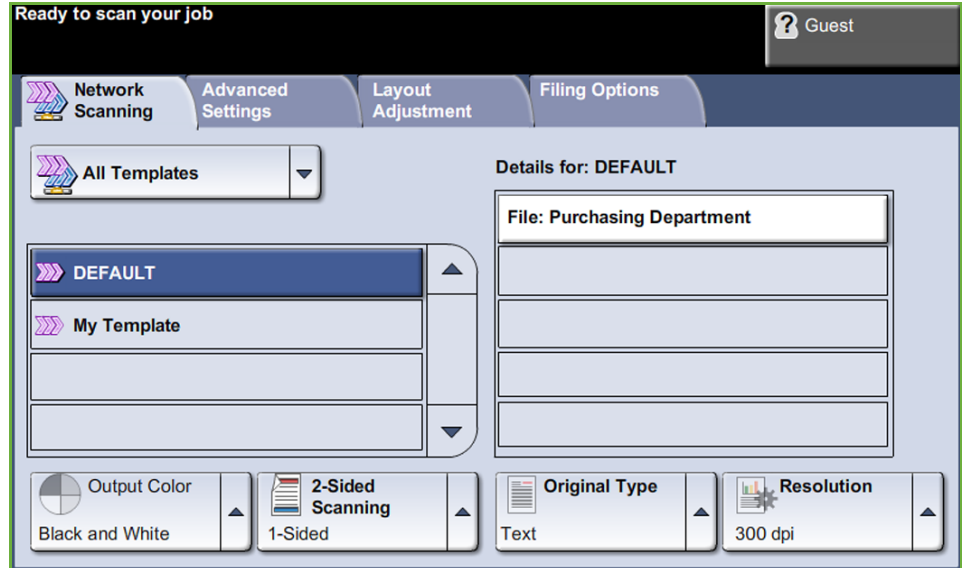 Ready to scan your job
? Guest
Network
Scanning
Advanced
Settings
Layout
Adjustment
Filing Options
All Templates
Details for: DEFAULT
File: Purchasing Department
DEFAULT
My Template
Output Color
Black and White
2-Sided
Scanning
1-Sided
Original Type
Text
Resolution
300 dpi